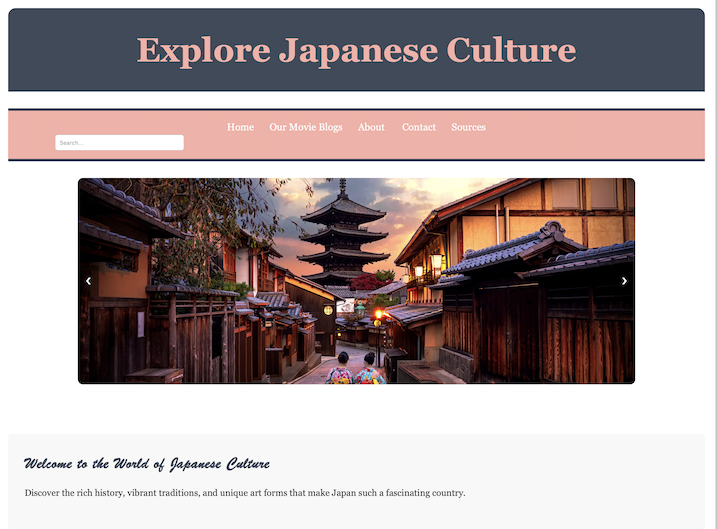 Explore Japanese Culture
Home Our Movie Blogs About Contact Sources
Search...
Welcome to the World of Japanese Culture
Discover the rich history, vibrant traditions, and unique art forms that make Japan such a fascinating country.